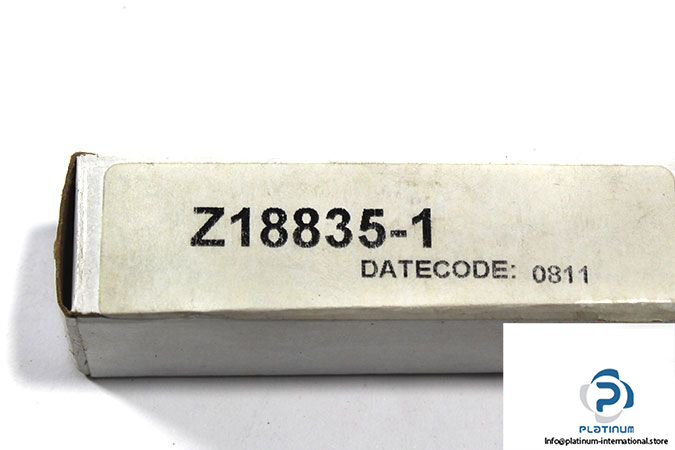 Z18835-1
DATECODE: 0811
PLATINUM
Info@platinum-international.store